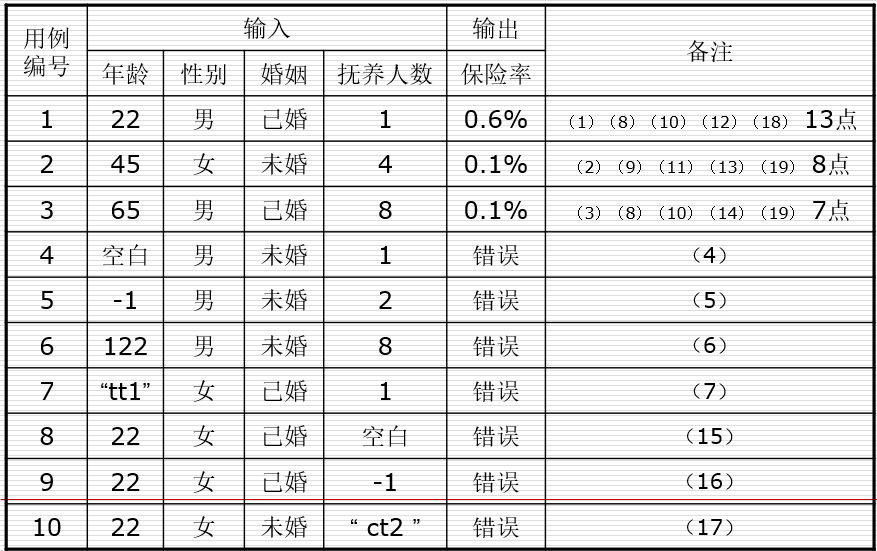 用例 编号 输入 输出 备注
年龄 性别 婚姻 抚养人数 保险率
1 22 男 已婚 1 0.6% （1）（8）（10）（12）（18）13点
2 45 女 未婚 4 0.1% （2）（9）（11）（13）（19）8点
3 65 男 已婚 8 0.1% （3）（8）（10）（14）（19）7点
4 空白 男 未婚 1 错误 （4）
5 -1 男 未婚 2 错误 （5）
6 122 男 未婚 8 错误 （6）
7 “tt1” 女 已婚 1 错误 （7）
8 22 女 已婚 空白 错误 （15）
9 22 女 已婚 -1 错误 （16）
10 22 女 未婚 “ ct2 ” 错误 （17）